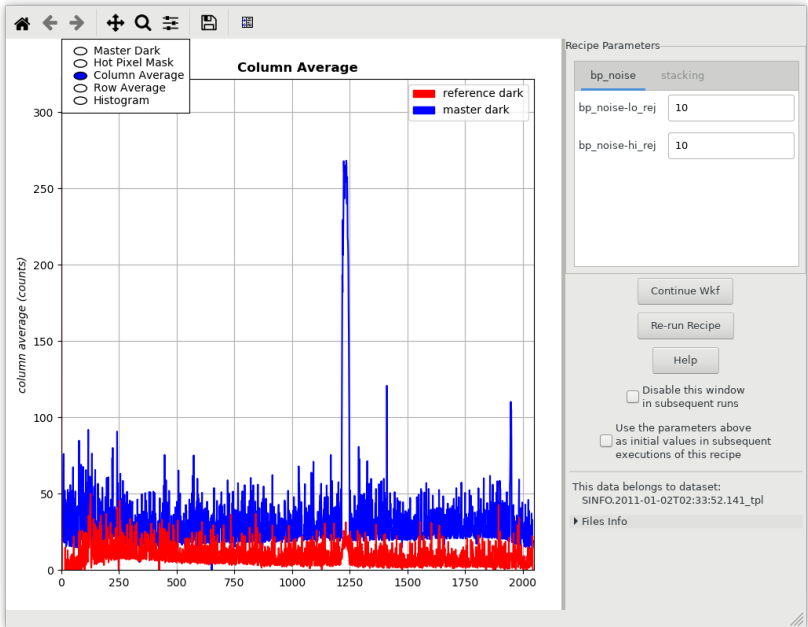 Master Dark
Hot Pixel Mask
Column Average
Row Average
Histogram
Column Average
reference dark
master dark
column average (counts)
300
250
200
150
100
50
0
0
250
500
750
1000
1250
1500
1750
2000
Recipe Parameters
bp_noise
stacking
bp_noise-lo_rej
10
bp_noise-hi_rej
10
Continue Wkf
Re-run Recipe
Help
Disable this window
in subsequent runs
Use the parameters above
as initial values in subsequent
executions of this recipe
This data belongs to dataset:
SINFO.2011-01-02T02:33:52.141_tpl
Files Info